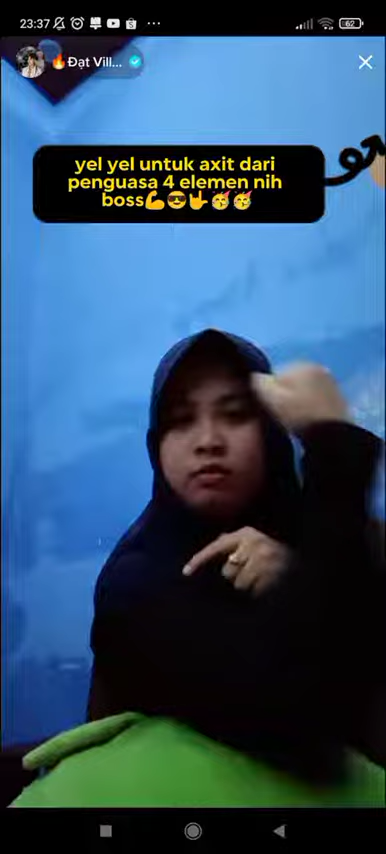 23:37
62
🔥Đạt Vill...
yel yel untuk axit dari
penguasa 4 elemen nih
boss💪😎🤟🥳🥳